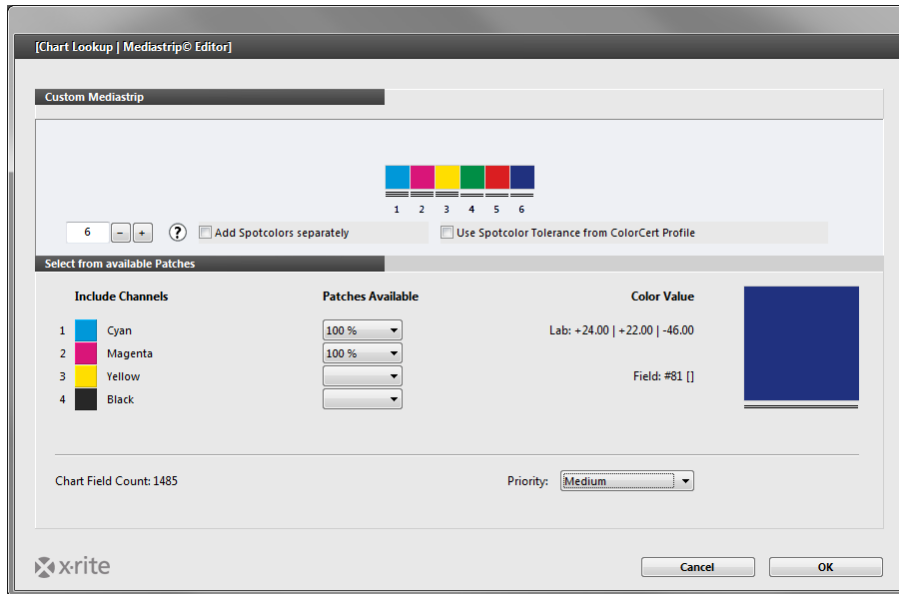 [Chart Lookup | Mediastrip© Editor]
Custom Mediastrip
1 2 3 4 5 6
6 - + ? Add Spotcolors separately Use Spotcolor Tolerance from ColorCert Profile
Select from available Patches
Include Channels Patches Available Color Value
1 Cyan 100 % Lab: +24.00 | +22.00 | -46.00
2 Magenta 100 %
3 Yellow Field: #81 []
4 Black
Chart Field Count: 1485 Priority: Medium
x·rite Cancel OK